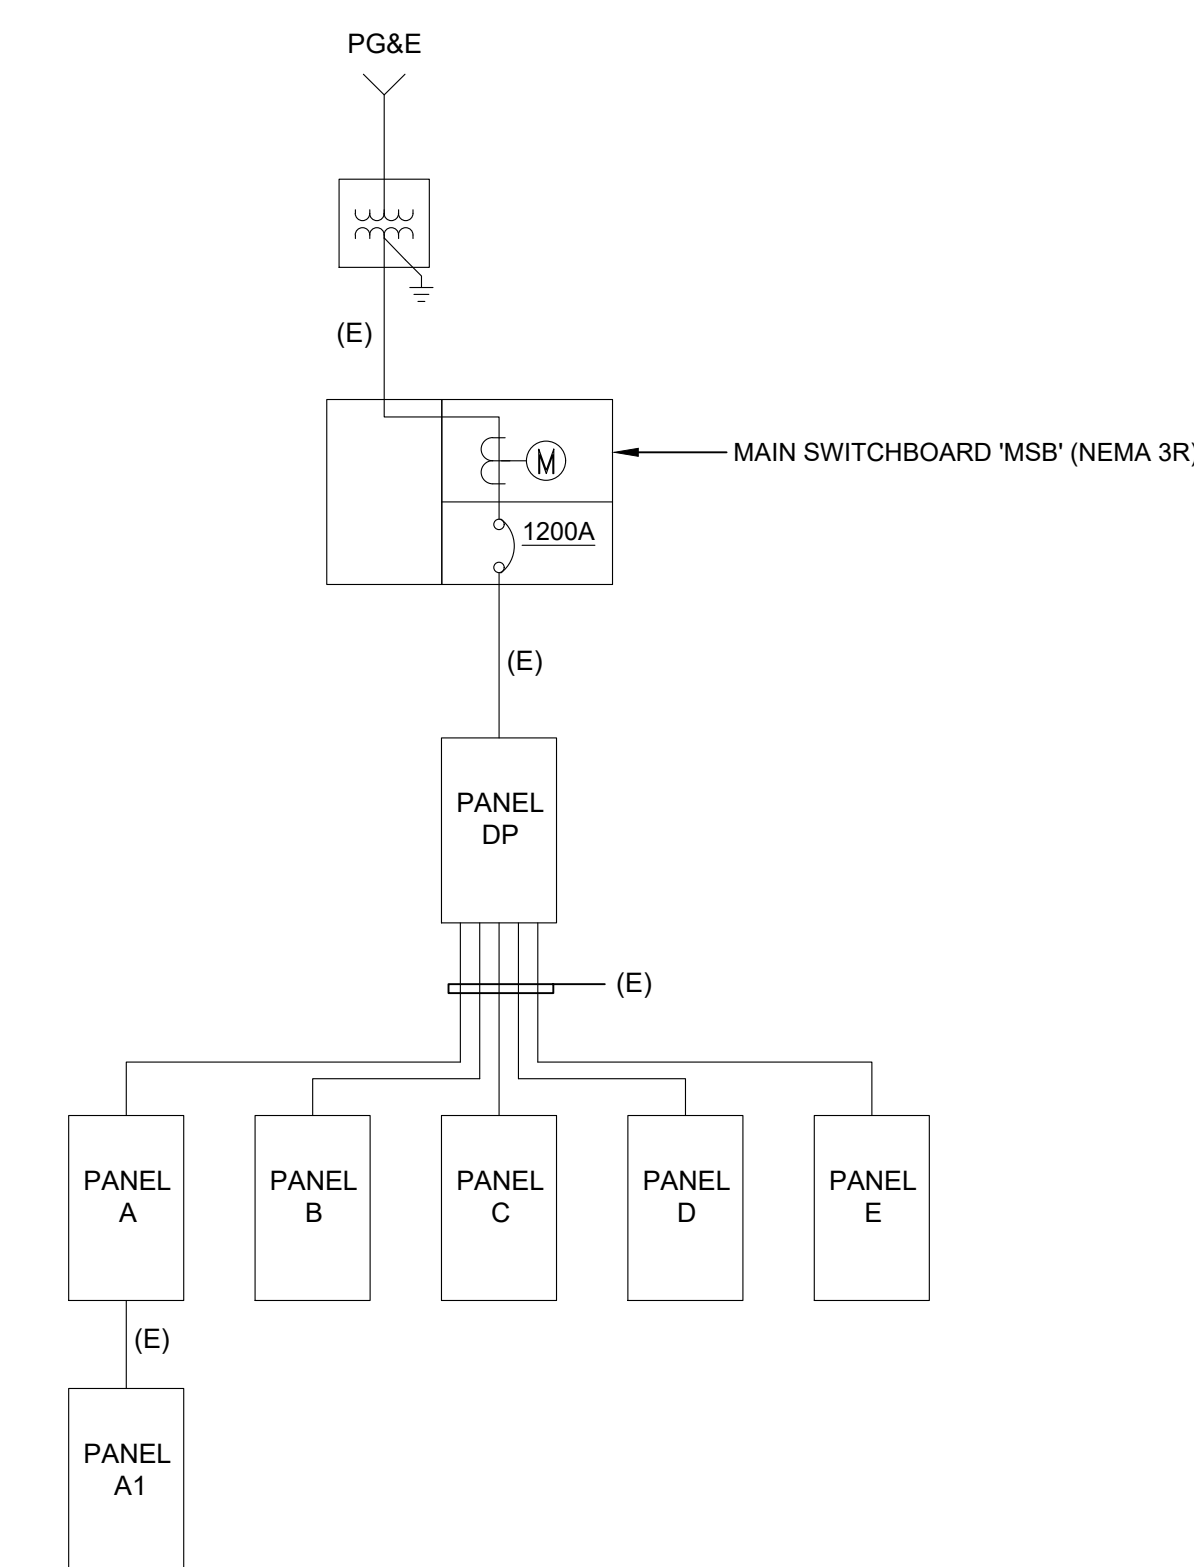 PG&E
(E)
MAIN SWITCHBOARD 'MSB' (NEMA 3R)
M
1200A
(E)
PANEL
DP
(E)
PANEL
A
PANEL
B
PANEL
C
PANEL
D
PANEL
E
(E)
PANEL
A1